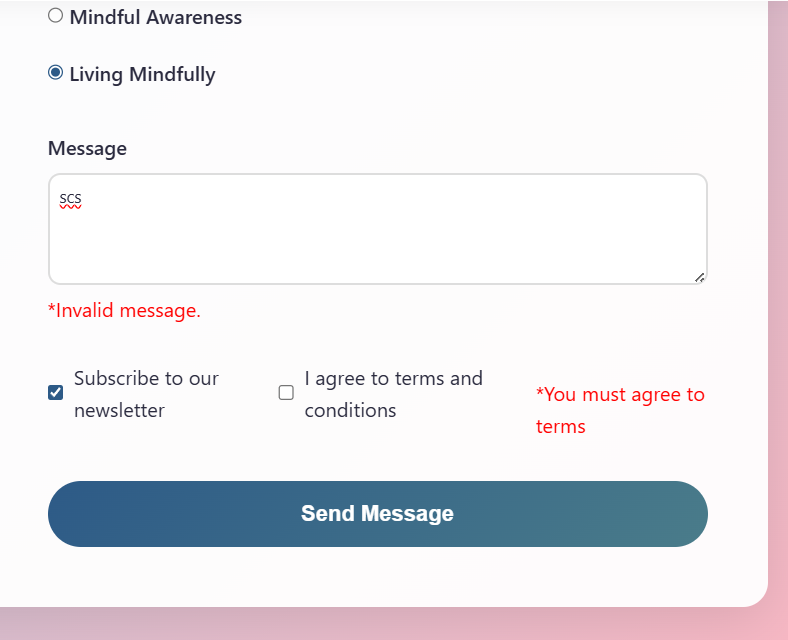 Mindful Awareness
Living Mindfully
Message
scs
*Invalid message.
Subscribe to our
newsletter
I agree to terms and
conditions
*You must agree to
terms
Send Message